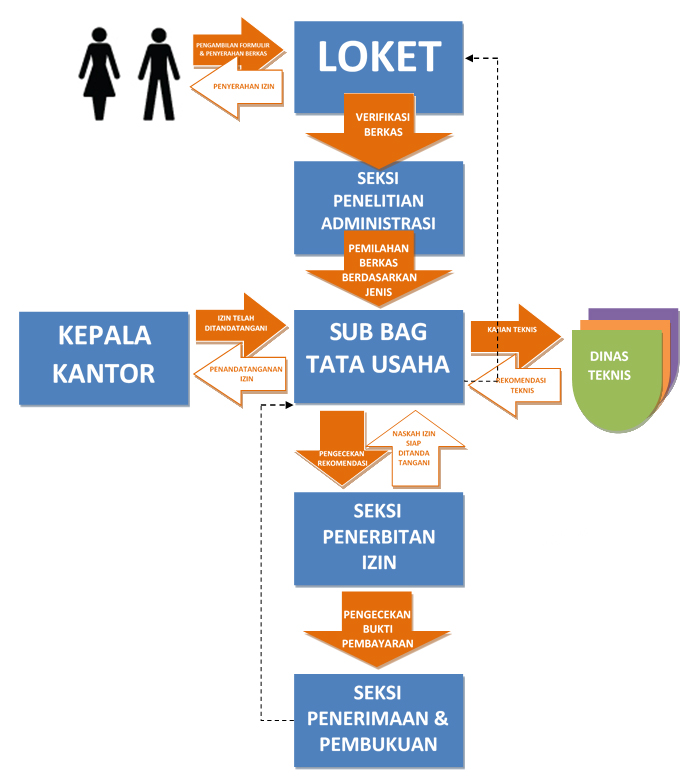 PENGAMBILAN FORMULIR
& PENYERAHAN BERKAS
PENYERAHAN IZIN
LOKET
VERIFIKASI
BERKAS
SEKSI
PENELITIAN
ADMINISTRASI
PEMILAHAN
BERKAS
BERDASARKAN
JENIS
KEPALA
KANTOR
IZIN TELAH
DITANDATANGANI
PENANDATANGANAN
IZIN
SUB BAG
TATA USAHA
KAJIAN TEKNIS
REKOMENDASI
TEKNIS
DINAS
TEKNIS
PENGECEKAN
REKOMENDASI
NASKAH IZIN
SIAP
DITANDA
TANGANI
SEKSI
PENERBITAN
IZIN
PENGECEKAN
BUKTI
PEMBAYARAN
SEKSI
PENERIMAAN &
PEMBUKUAN